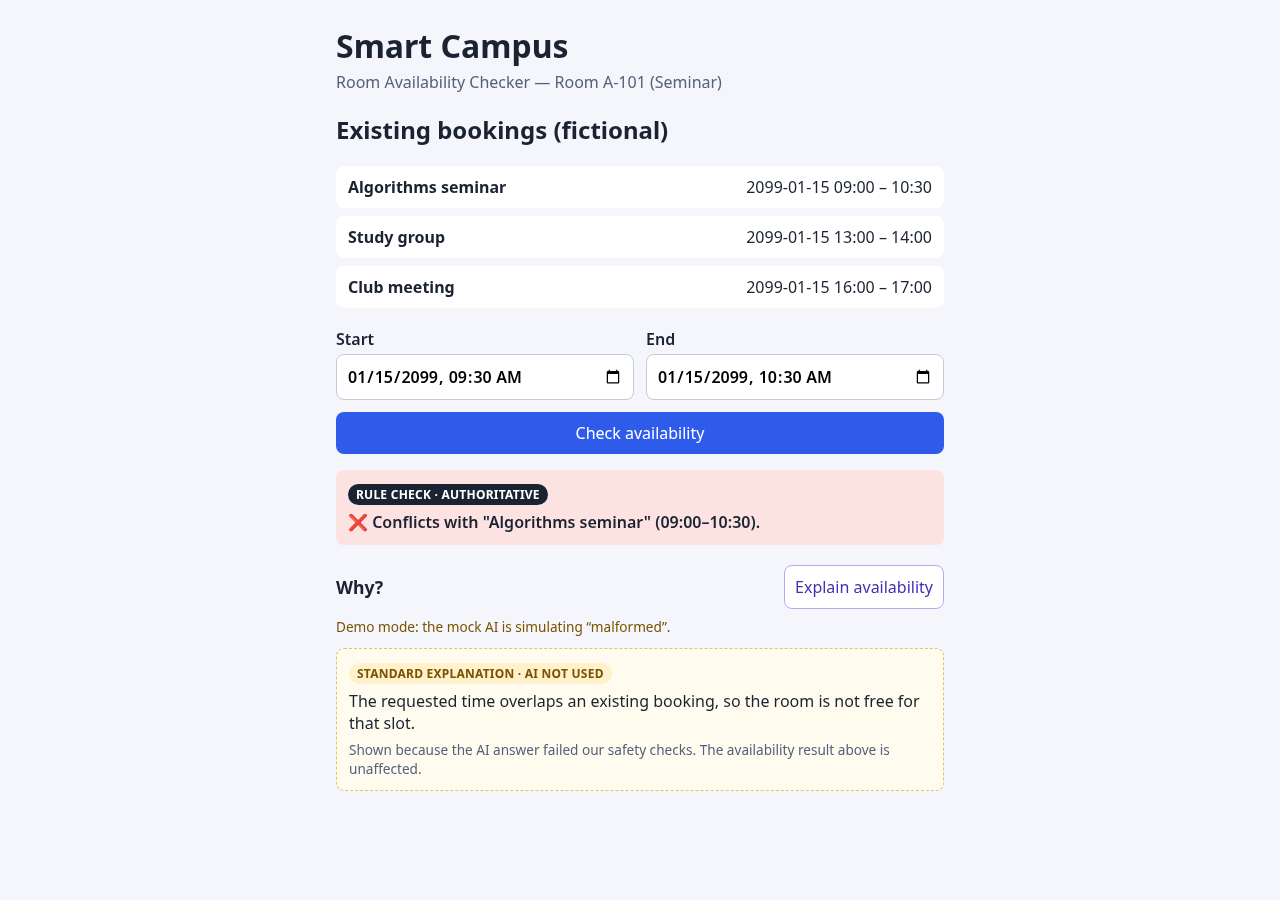 Smart Campus
Room Availability Checker — Room A-101 (Seminar)
Existing bookings (fictional)
Algorithms seminar 2099-01-15 09:00 – 10:30
Study group 2099-01-15 13:00 – 14:00
Club meeting 2099-01-15 16:00 – 17:00
Start End
01/15/2099, 09:30 AM 01/15/2099, 10:30 AM
Check availability
RULE CHECK · AUTHORITATIVE
❌ Conflicts with "Algorithms seminar" (09:00–10:30).
Why? Explain availability
Demo mode: the mock AI is simulating “malformed”.
STANDARD EXPLANATION · AI NOT USED
The requested time overlaps an existing booking, so the room is not free for
that slot.
Shown because the AI answer failed our safety checks. The availability result above is
unaffected.